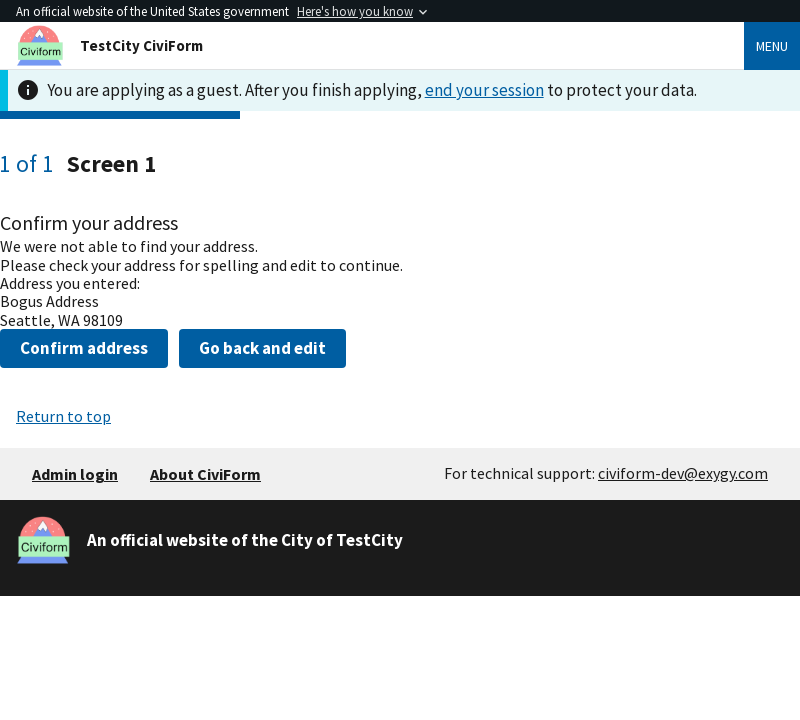 An official website of the United States government Here's how you know
Civiform
TestCity CiviForm
MENU
You are applying as a guest. After you finish applying, end your session to protect your data.
1 of 1 Screen 1
Confirm your address
We were not able to find your address.
Please check your address for spelling and edit to continue.
Address you entered:
Bogus Address
Seattle, WA 98109
Confirm address
Go back and edit
Return to top
Admin login
About CiviForm
For technical support: civiform-dev@exygy.com
Civiform
An official website of the City of TestCity